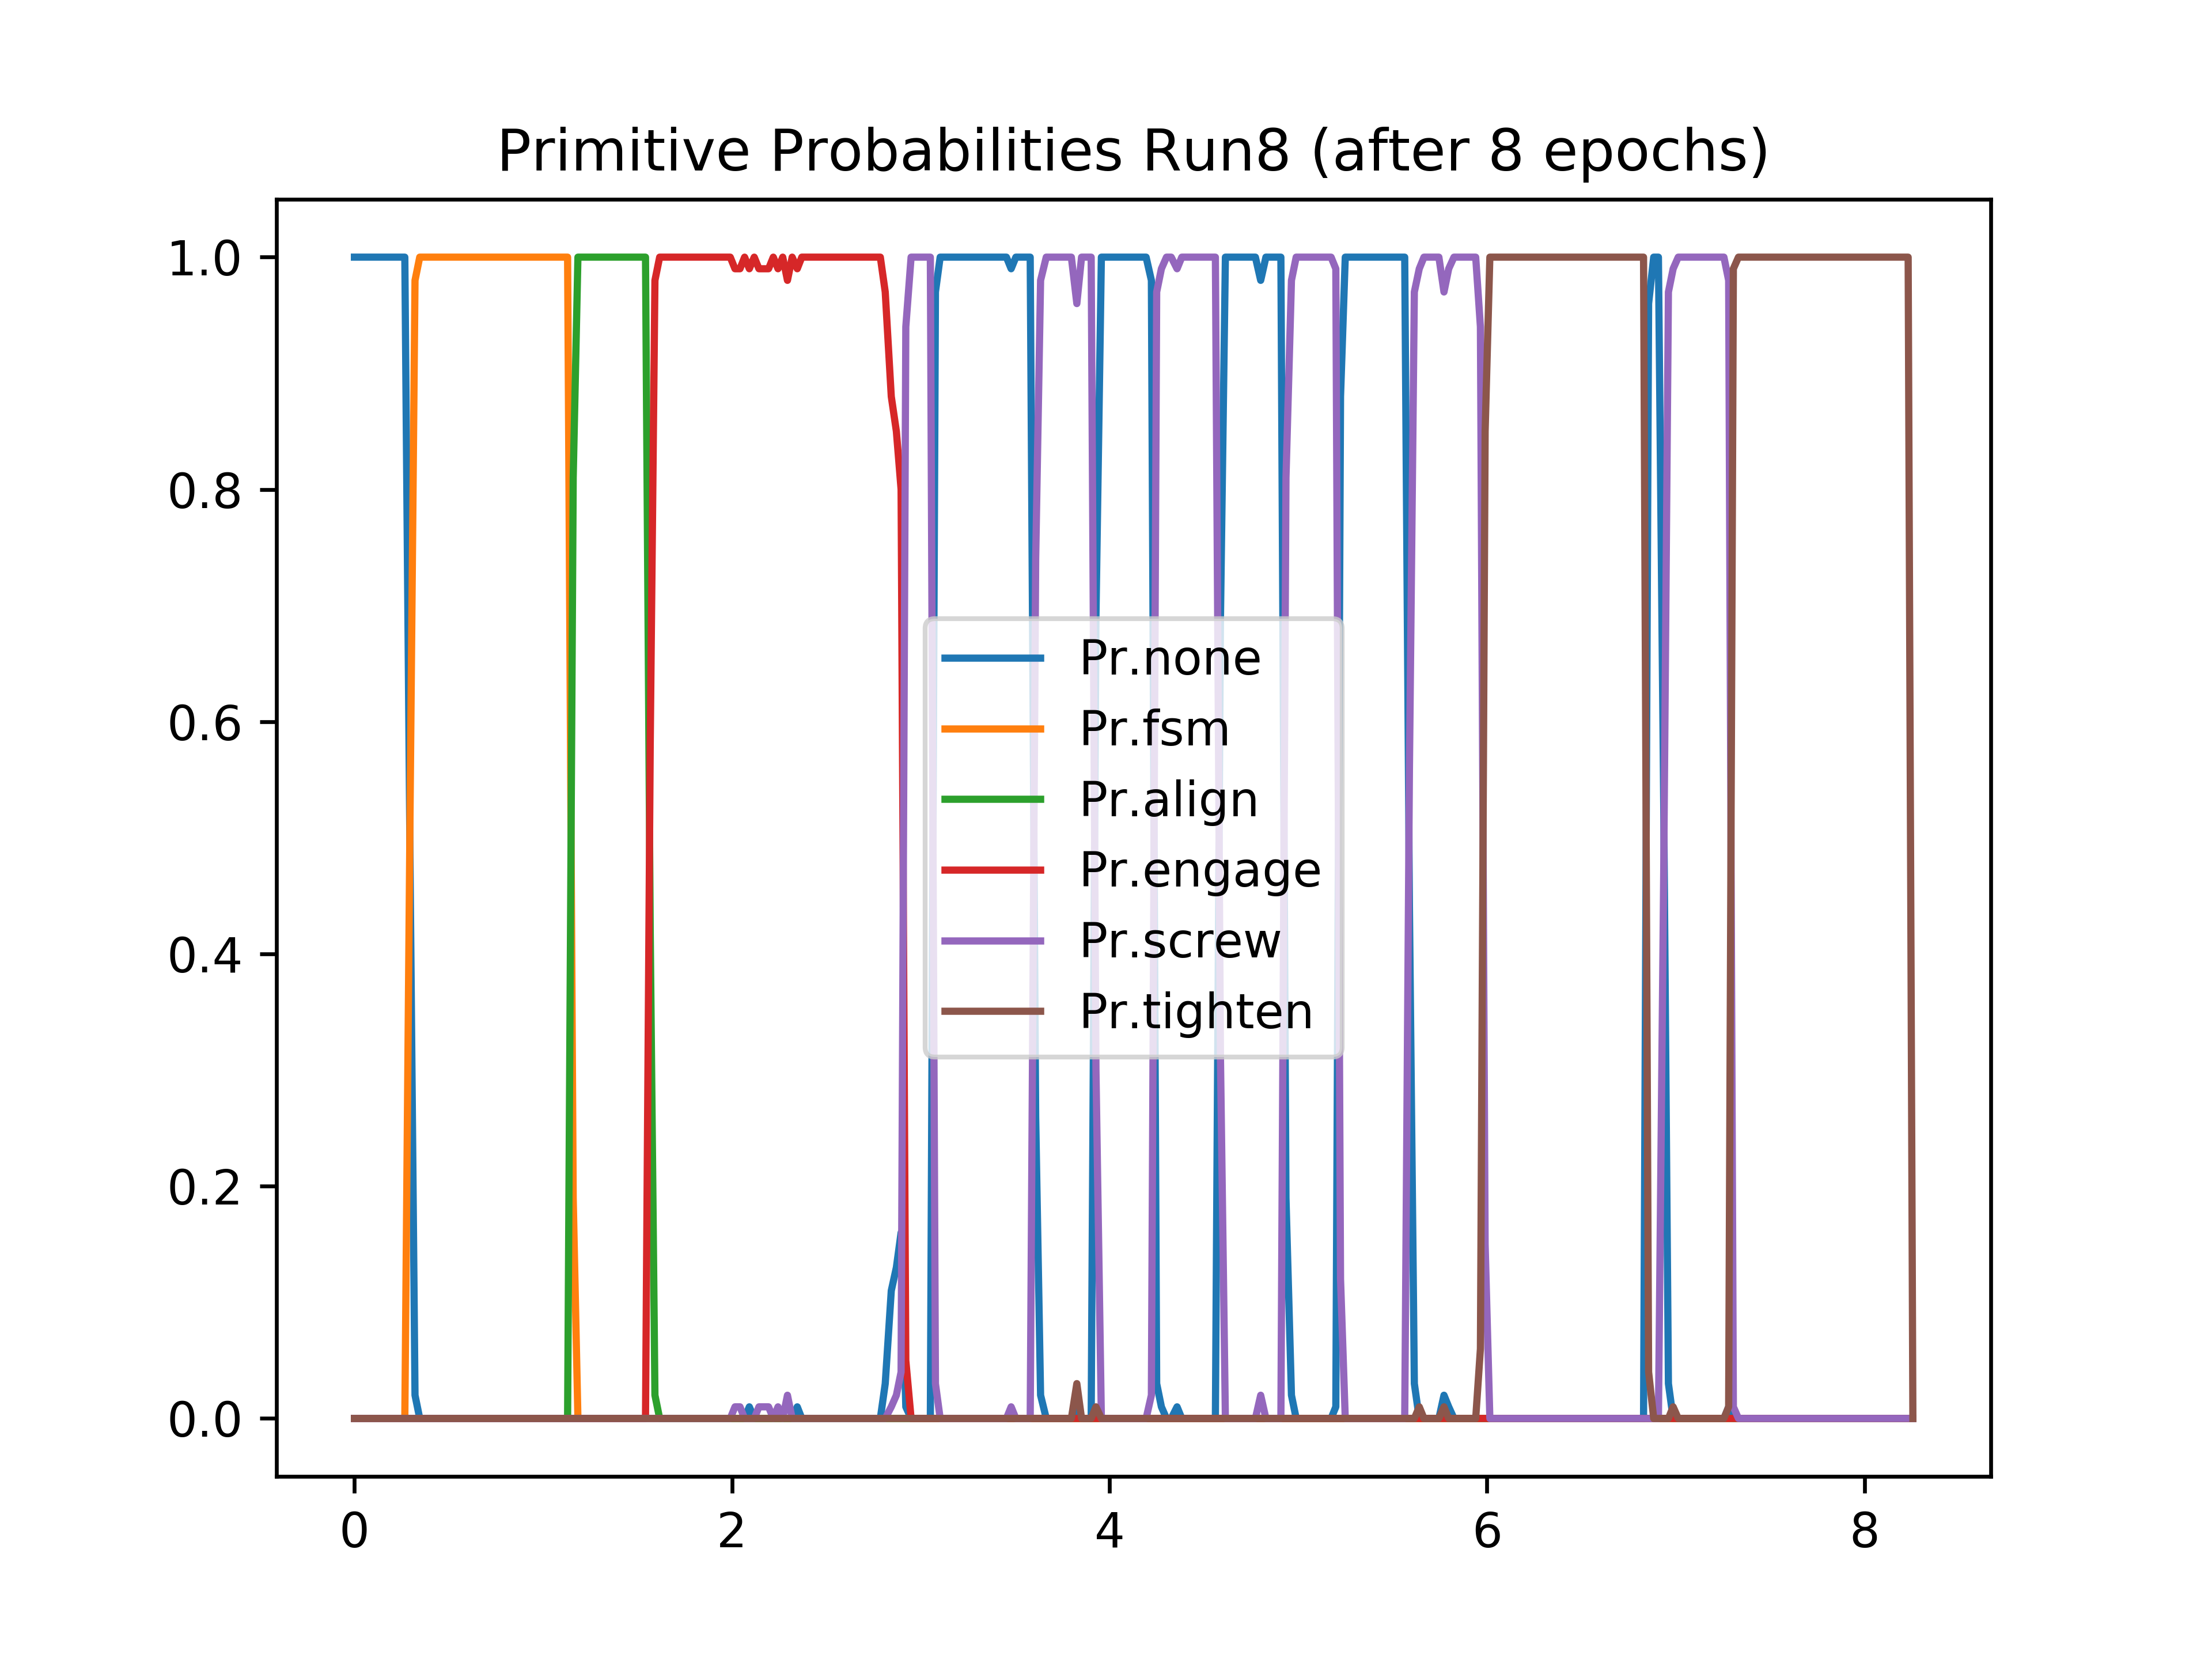 Primitive Probabilities Run8 (after 8 epochs)
1.0
0.8
0.6
0.4
0.2
0.0
Pr.none
Pr.fsm
Pr.align
Pr.engage
Pr.screw
Pr.tighten
0 2 4 6 8